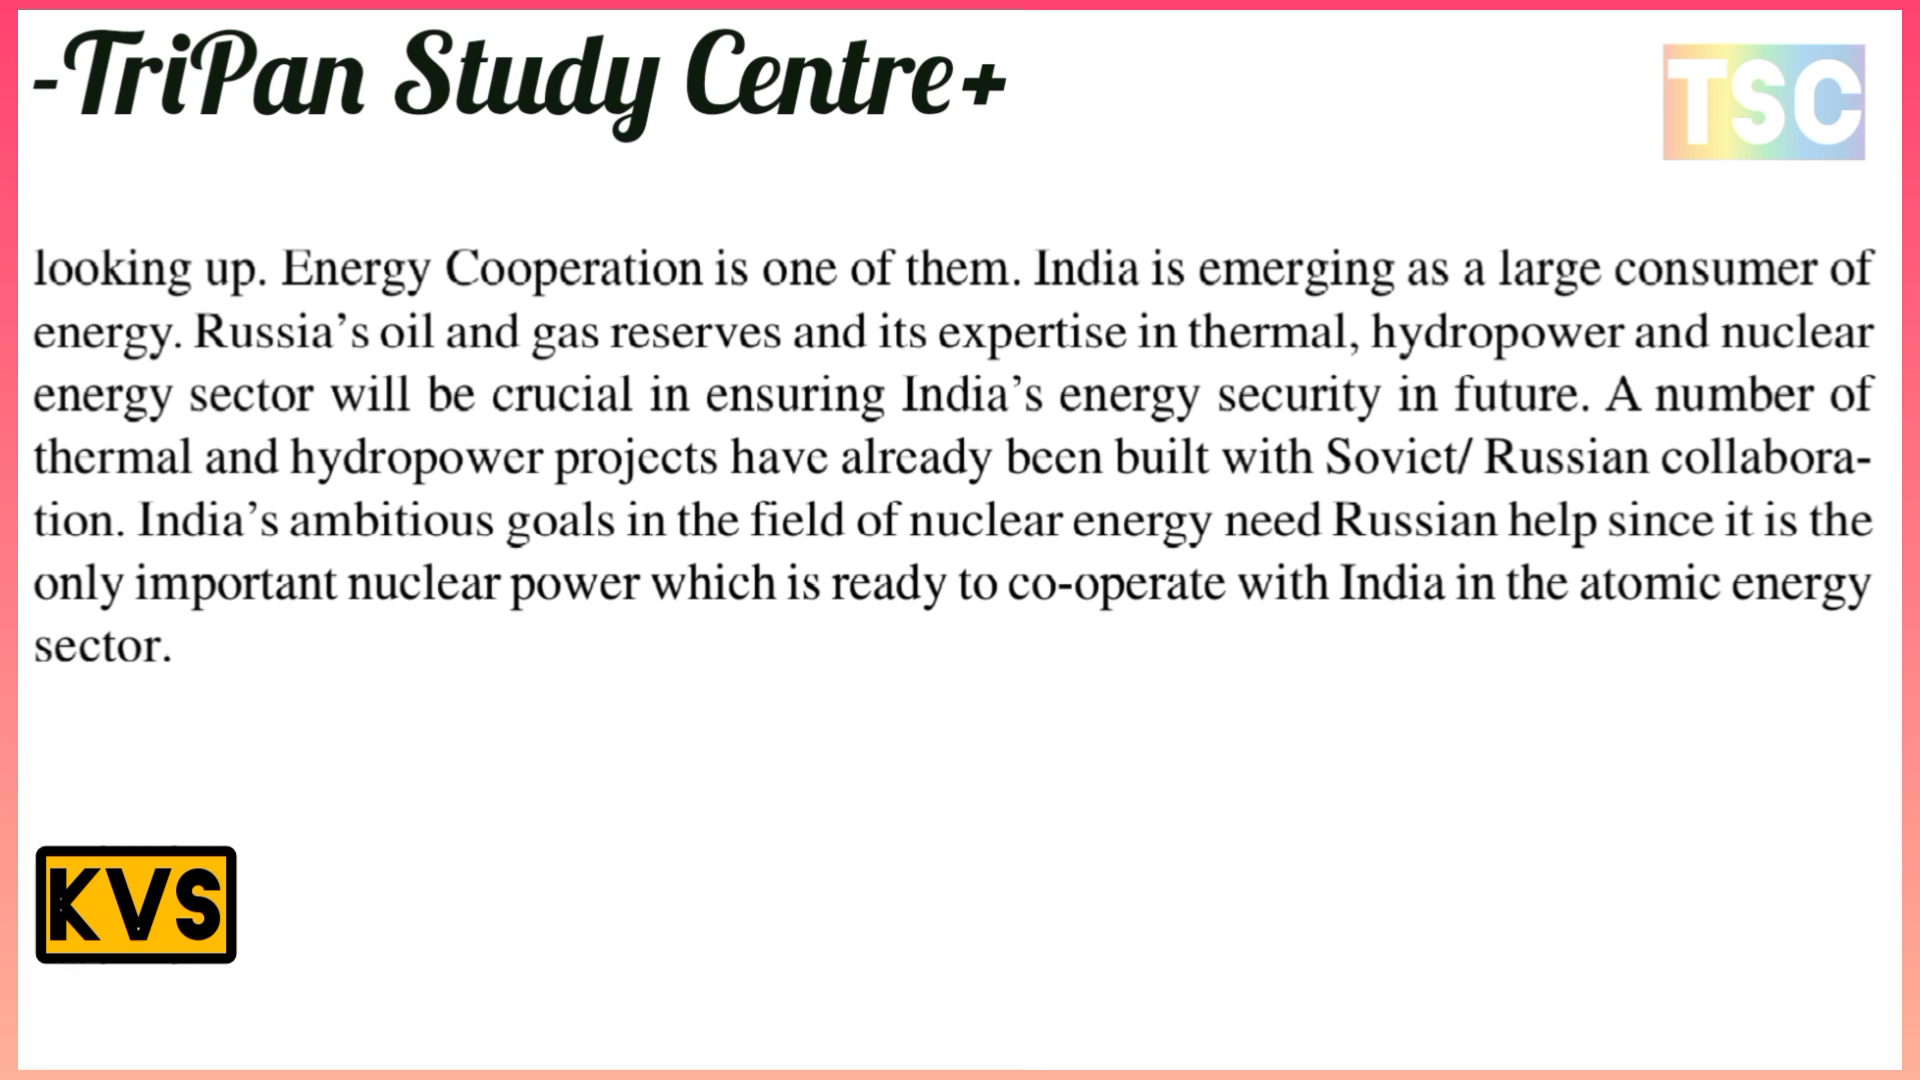 -TriPan Study Centre+
TSC
looking up. Energy Cooperation is one of them. India is emerging as a large consumer of
energy. Russia’s oil and gas reserves and its expertise in thermal, hydropower and nuclear
energy sector will be crucial in ensuring India’s energy security in future. A number of
thermal and hydropower projects have already been built with Soviet/ Russian collabora-
tion. India’s ambitious goals in the field of nuclear energy need Russian help since it is the
only important nuclear power which is ready to co-operate with India in the atomic energy
sector.
KVS